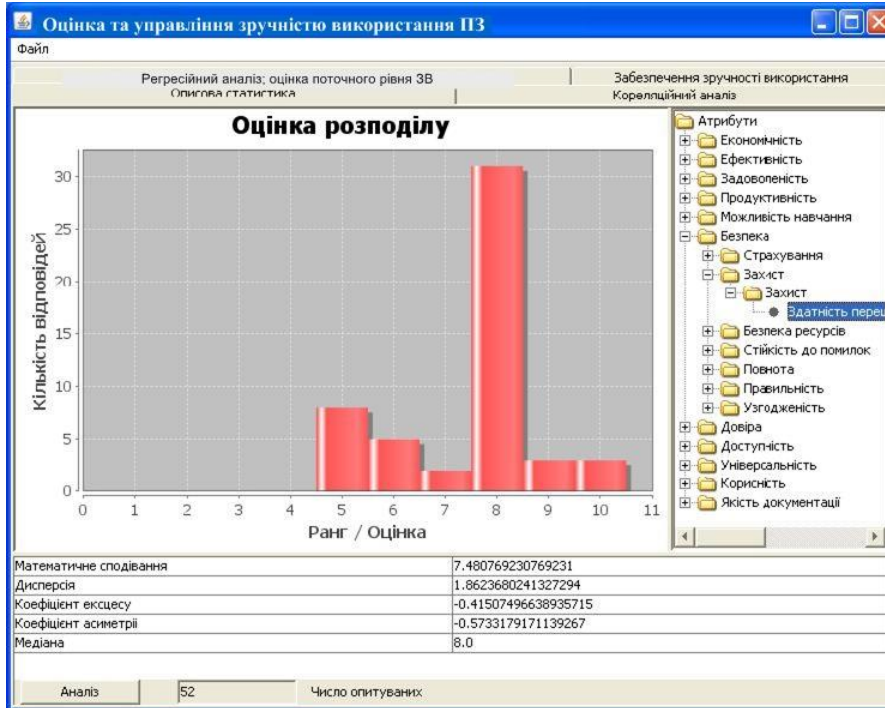 Оцінка та управління зручністю використання ПЗ
Файл
Регресійний аналіз; оцінка поточного рівня ЗВ
Забезпечення зручності використання
Описова статистика
Кореляційний аналіз
Оцінка розподілу
Кількість відповідей
30
25
20
15
10
5
0
0 1 2 3 4 5 6 7 8 9 10 11
Ранг / Оцінка
Атрибути
Економічність
Ефективність
Задоволеність
Продуктивність
Можливість навчання
Безпека
Страхування
Захист
Захист
Здатність
Безпека ресурсів
Стійкість до помилок
Повнота
Правильність
Узгодженість
Довіра
Доступність
Універсальність
Корисність
Якість документації
Математичне сподівання 7.480769230769231
Дисперсія 1.8623680241327294
Коефіцієнт ексцесу -0.41507496638935715
Коефіцієнт асиметрії -0.5733179171139267
Медіана 8.0
Аналіз 52 Число опитуваних